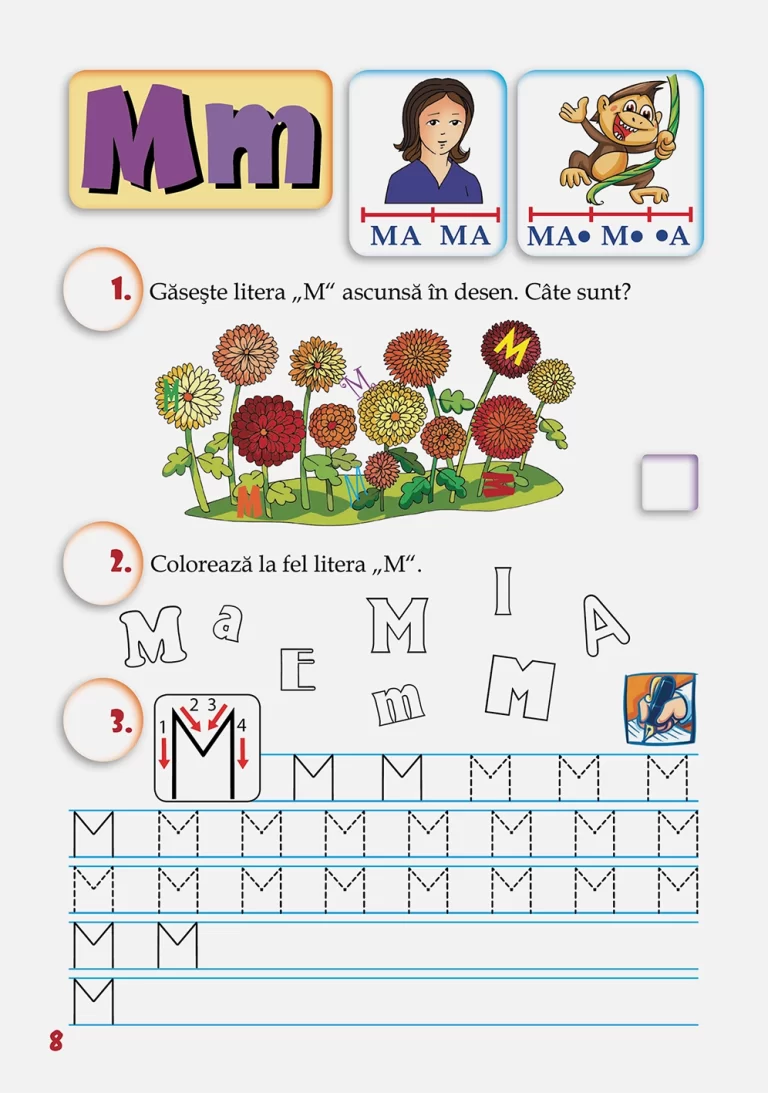 Mm
MA MA
MA• M• •A
1. Găsește litera „M“ ascunsă în desen. Câte sunt?
M M M M M M
2. Colorează la fel litera „M“.
M a E M m I M A
3.
1 2 3 4
M
M M M M M
M M M M M M M M
M M M M M M M M
M M
M
8